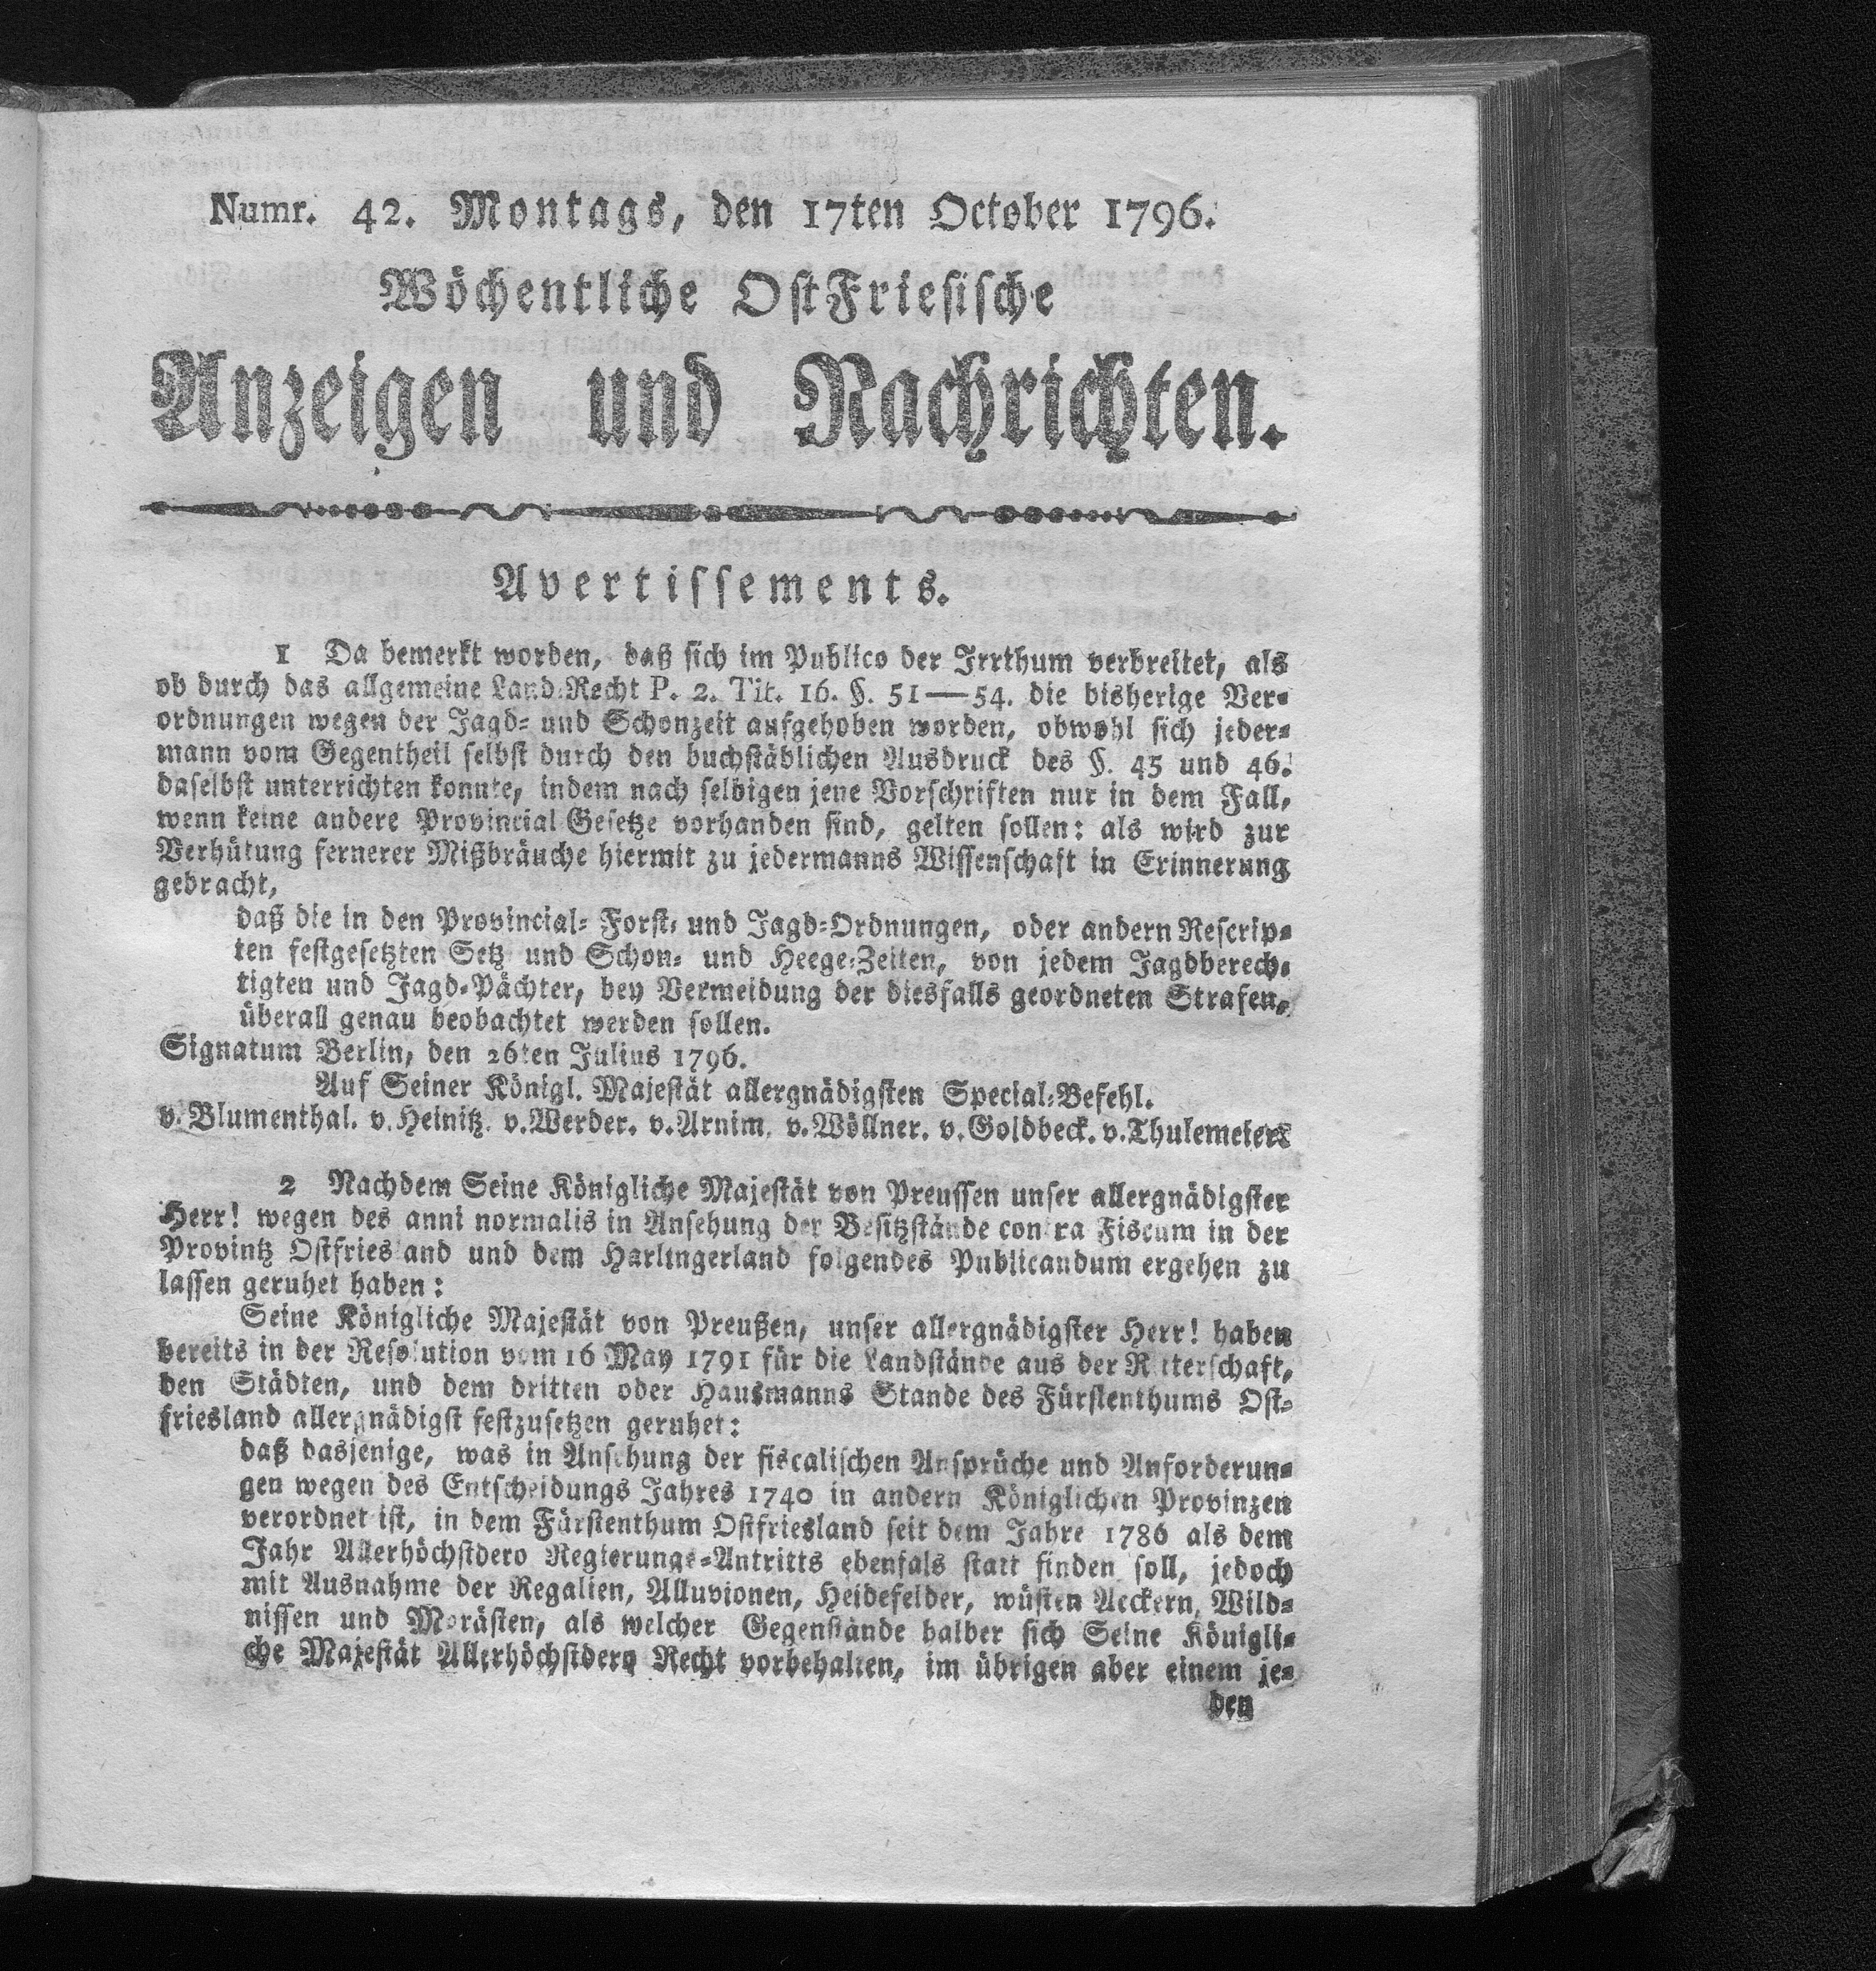 Numr. 42. Montags, den 17ten October 1796.
Wöchentliche OstFriesische
Anzeigen und Nachrichten.
Avertissements.
1 Da bemerkt worden, daß sich im Publico der Irrthum verbreitet, als
ob durch das allgemeine Land-Recht P. 2. Tit. 16. §. 51—54. die bisherige Ver-
ordnungen wegen der Jagd- und Schonzeit aufgehoben worden, obwohl sich jeder-
mann vom Gegentheil selbst durch den buchstäblichen Ausdruck des §. 45 und 46.
daselbst unterrichten konnte, indem nach selbigen jene Vorschriften nur in dem Fall,
wenn keine andere Provincial Gesetze vorhanden sind, gelten sollen: als wird zur
Verhütung fernerer Mißbräuche hiermit zu jedermanns Wissenschaft in Erinnerung
gebracht,
daß die in den Provincial- Forst- und Jagd-Ordnungen, oder andern Rescrip-
ten festgesetzten Setz und Schon- und Heege-Zeiten, von jedem Jagdberech-
tigten und Jagd-Pächter, bey Vermeidung der diesfalls geordneten Strafen,
überall genau beobachtet werden sollen.
Signatum Berlin, den 26ten Julius 1796.
Auf Seiner Königl. Majestät allergnädigsten Special-Befehl.
v. Blumenthal. v. Heinitz. v. Werder. v. Arnim. v. Wöllner. v. Goldbeck. v. Thulemeier.
2 Nachdem Seine Königliche Majestät von Preussen unser allergnädigster
Herr! wegen des anni normalis in Ansehung der Besitzstände contra Fiscum in der
Provintz Ostfriesland und dem Harlingerland folgendes Publicandum ergehen zu
lassen geruhet haben:
Seine Königliche Majestät von Preußen, unser allergnädigster Herr! haben
bereits in der Resolution vom 16 May 1791 für die Landstände aus der Ritterschaft,
den Städten, und dem dritten oder Hausmanns Stande des Fürstenthums Ost-
friesland allergnädigst festzusetzen geruhet:
daß dasjenige, was in Ansehung der fiscalischen Ansprüche und Anforderun-
gen wegen des Entscheidungs Jahres 1740 in andern Königlichen Provinzen
verordnet ist, in dem Fürstenthum Ostfriesland seit dem Jahre 1786 als dem
Jahr Allerhöchstdero Regierungs-Antritts ebenfals statt finden soll, jedoch
mit Ausnahme der Regalien, Alluvionen, Heidefelder, wüsten Aeckern, Wild-
nissen und Morästen, als welcher Gegenstände halber sich Seine Königli-
che Majestät Allerhöchstdero Recht vorbehalten, im übrigen aber einem je-
den